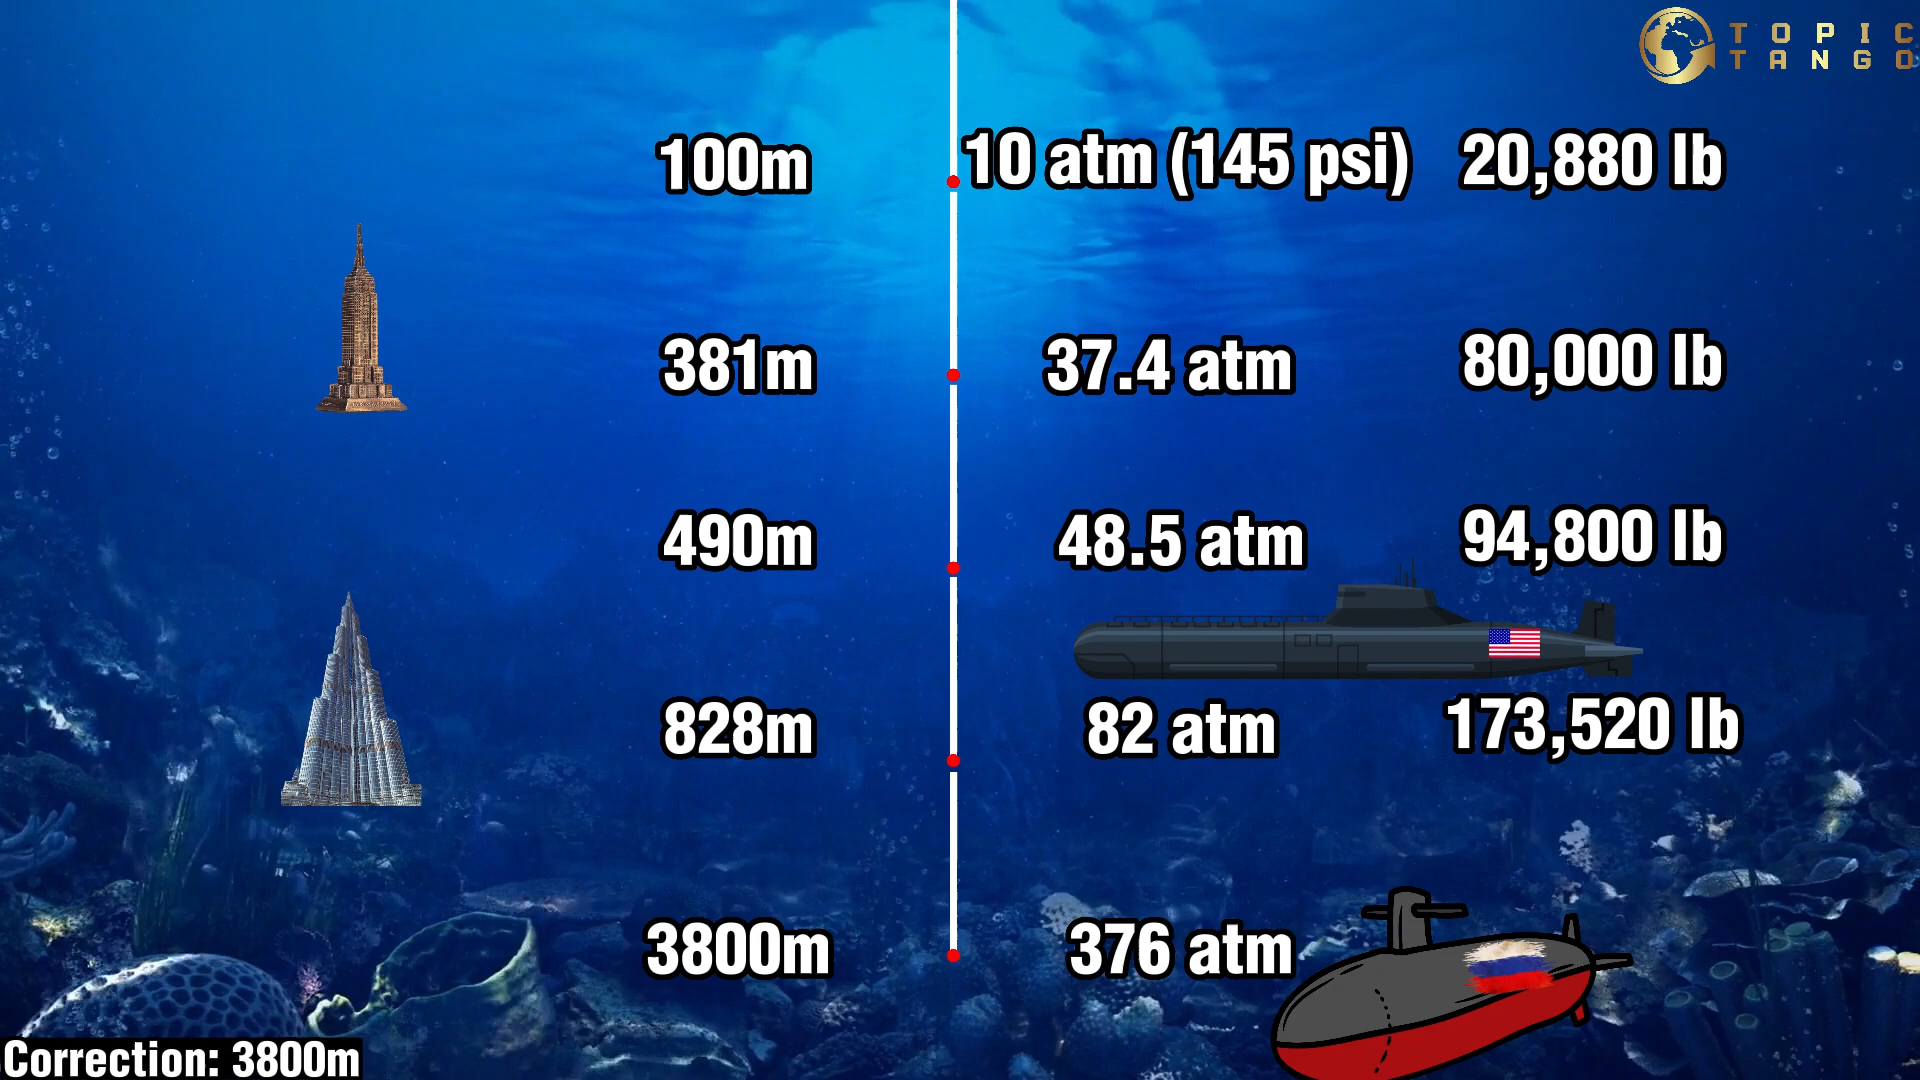 TOPIC
TANGO
100m 10 atm (145 psi) 20,880 lb
381m 37.4 atm 80,000 lb
490m 48.5 atm 94,800 lb
828m 82 atm 173,520 lb
3800m 376 atm
Correction: 3800m